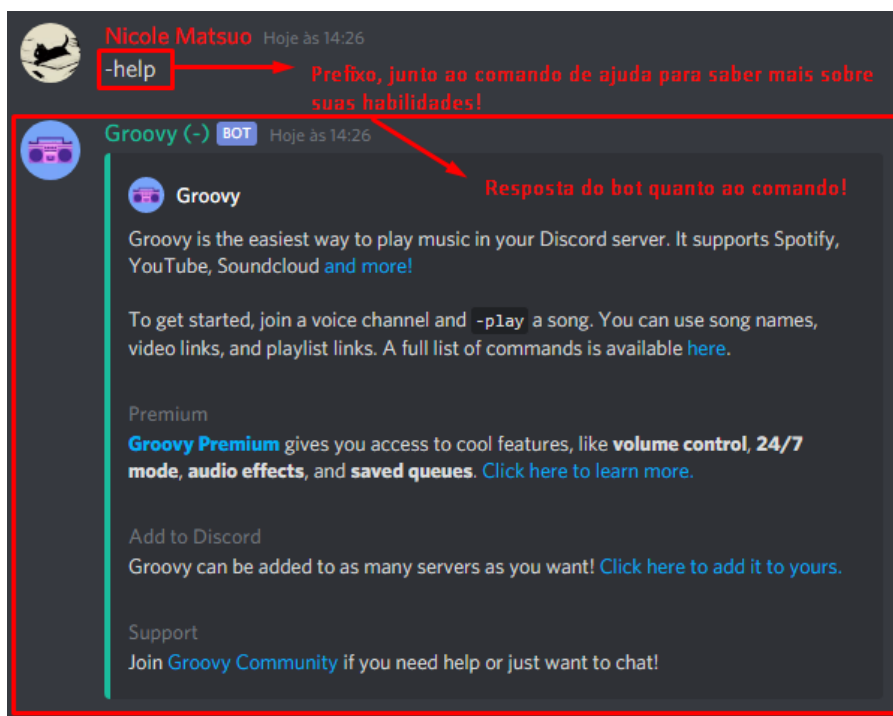 Nicole Matsuo Hoje às 14:26
-help
Prefixo, junto ao comando de ajuda para saber mais sobre
suas habilidades!
Groovy (-) BOT Hoje às 14:26
Resposta do bot quanto ao comando!
Groovy
Groovy is the easiest way to play music in your Discord server. It supports Spotify,
YouTube, Soundcloud and more!
To get started, join a voice channel and -play a song. You can use song names,
video links, and playlist links. A full list of commands is available here.
Premium
Groovy Premium gives you access to cool features, like volume control, 24/7
mode, audio effects, and saved queues. Click here to learn more.
Add to Discord
Groovy can be added to as many servers as you want! Click here to add it to yours.
Support
Join Groovy Community if you need help or just want to chat!